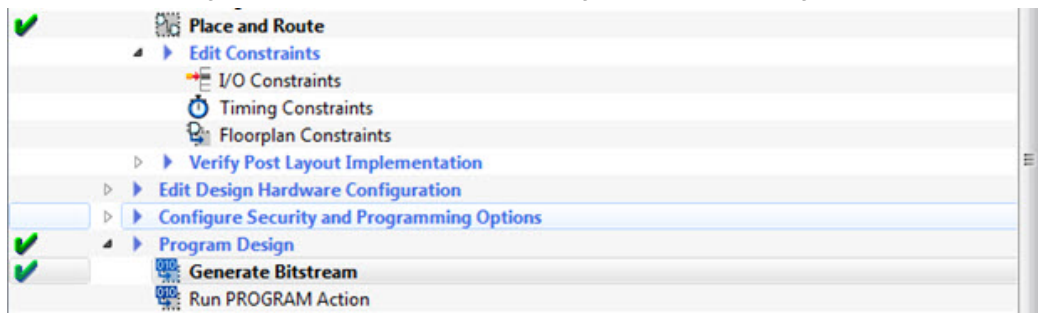 Place and Route
Edit Constraints
I/O Constraints
Timing Constraints
Floorplan Constraints
Verify Post Layout Implementation
Edit Design Hardware Configuration
Configure Security and Programming Options
Program Design
Generate Bitstream
Run PROGRAM Action